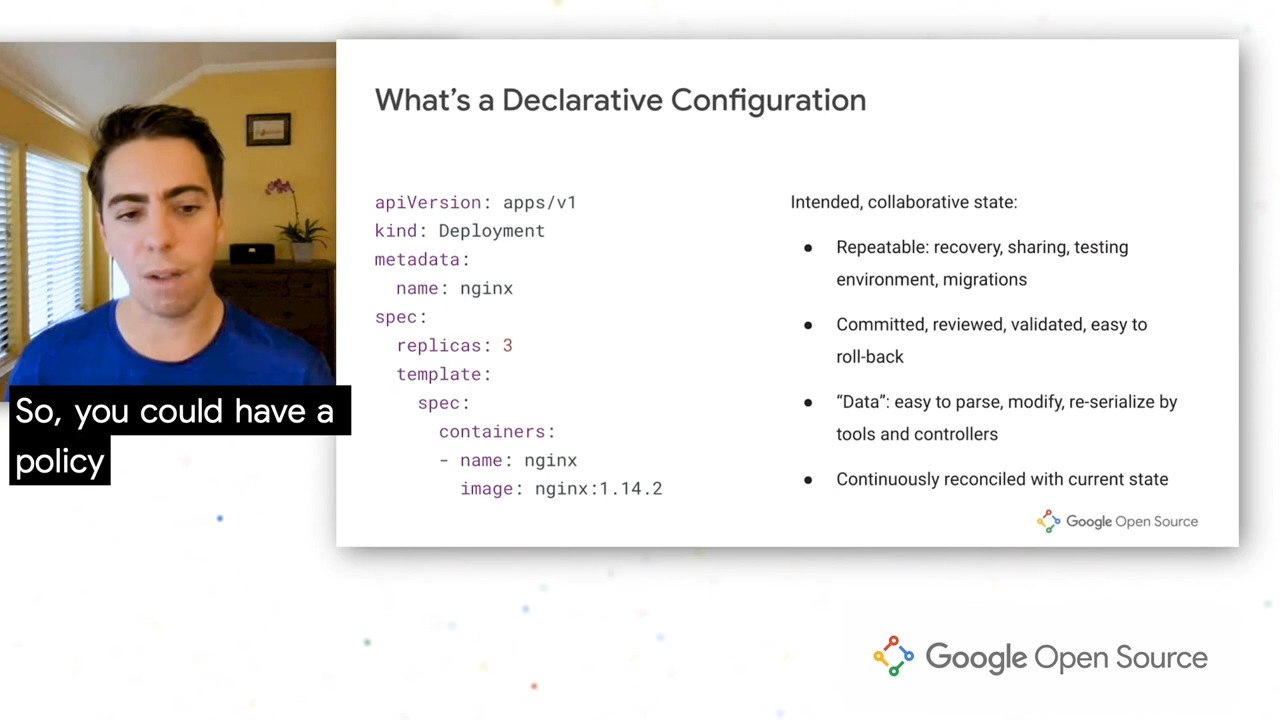 What's a Declarative Configuration
apiVersion: apps/v1
kind: Deployment
metadata:
  name: nginx
spec:
  replicas: 3
  template:
    spec:
      containers:
      - name: nginx
        image: nginx:1.14.2
Intended, collaborative state:
● Repeatable: recovery, sharing, testing
environment, migrations
● Committed, reviewed, validated, easy to
roll-back
● “Data”: easy to parse, modify, re-serialize by
tools and controllers
● Continuously reconciled with current state
Google Open Source
So, you could have a
policy
Google Open Source